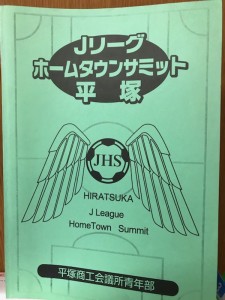 Jリーグ
ホームタウンサミット
平塚
JHS
HIRATSUKA
J League
HomeTown Summit
平塚商工会議所青年部